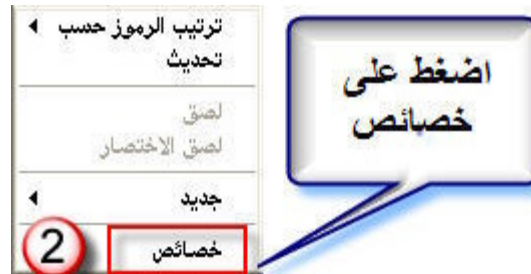 ترتيب الرموز حسب
تحديث
لصق
لصق الاختصار
جديد
خصائص
2
اضغط على
خصائص